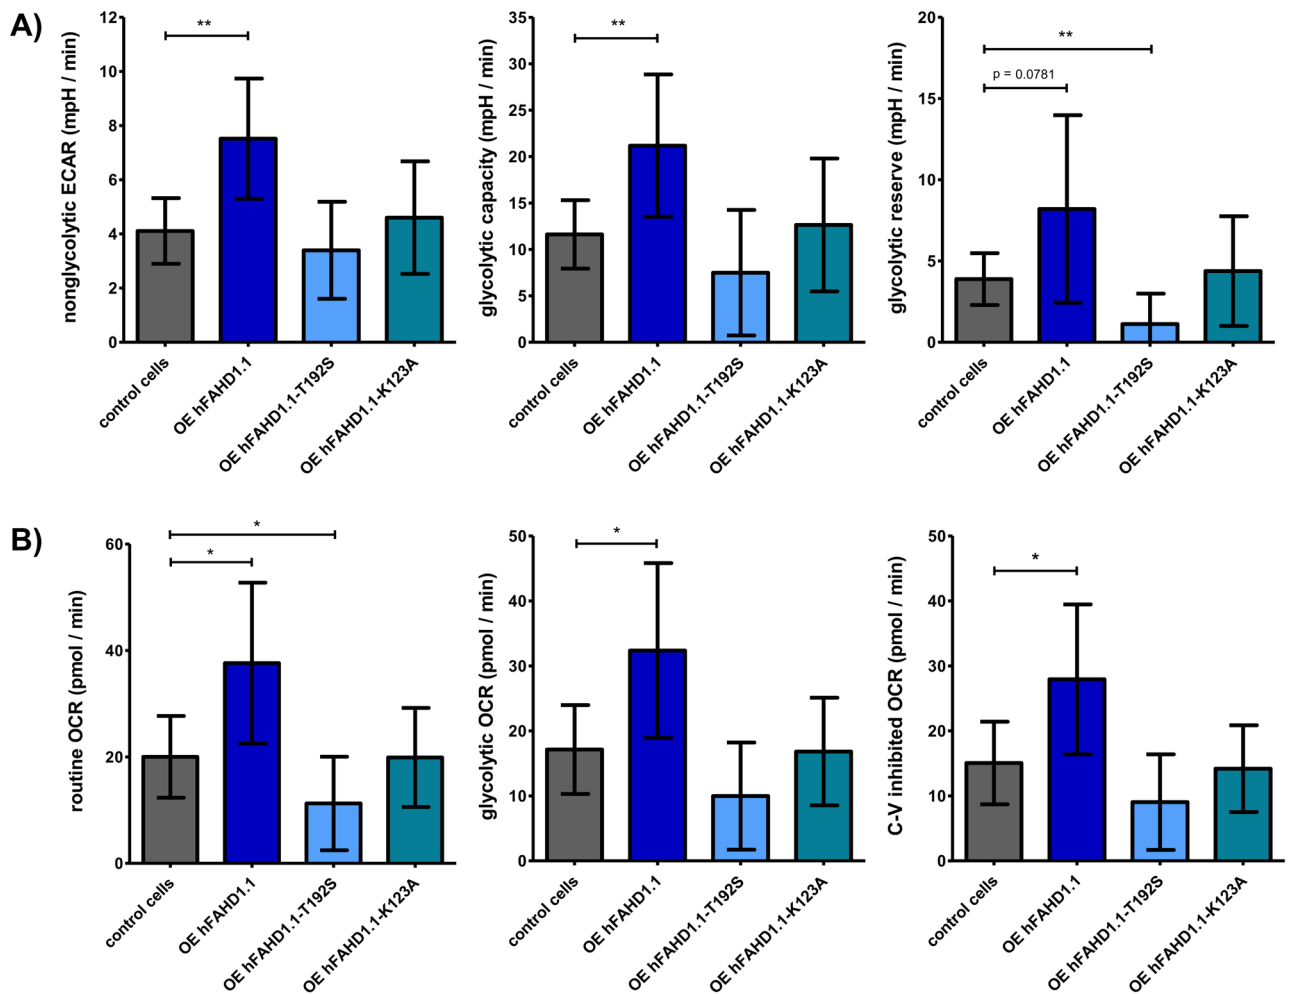 A)
nonglycolytic ECAR (mpH / min)
12
10
8
6
4
2
0
**
control cells
OE hFAHD1.1
OE hFAHD1.1-T192S
OE hFAHD1.1-K123A
glycolytic capacity (mpH / min)
35
30
25
20
15
10
5
0
**
control cells
OE hFAHD1.1
OE hFAHD1.1-T192S
OE hFAHD1.1-K123A
glycolytic reserve (mpH / min)
20
15
10
5
0
**
p = 0.0781
control cells
OE hFAHD1.1
OE hFAHD1.1-T192S
OE hFAHD1.1-K123A
B)
routine OCR (pmol / min)
60
40
20
0
*
*
control cells
OE hFAHD1.1
OE hFAHD1.1-T192S
OE hFAHD1.1-K123A
glycolytic OCR (pmol / min)
50
40
30
20
10
0
*
control cells
OE hFAHD1.1
OE hFAHD1.1-T192S
OE hFAHD1.1-K123A
C-V inhibited OCR (pmol / min)
50
40
30
20
10
0
*
control cells
OE hFAHD1.1
OE hFAHD1.1-T192S
OE hFAHD1.1-K123A